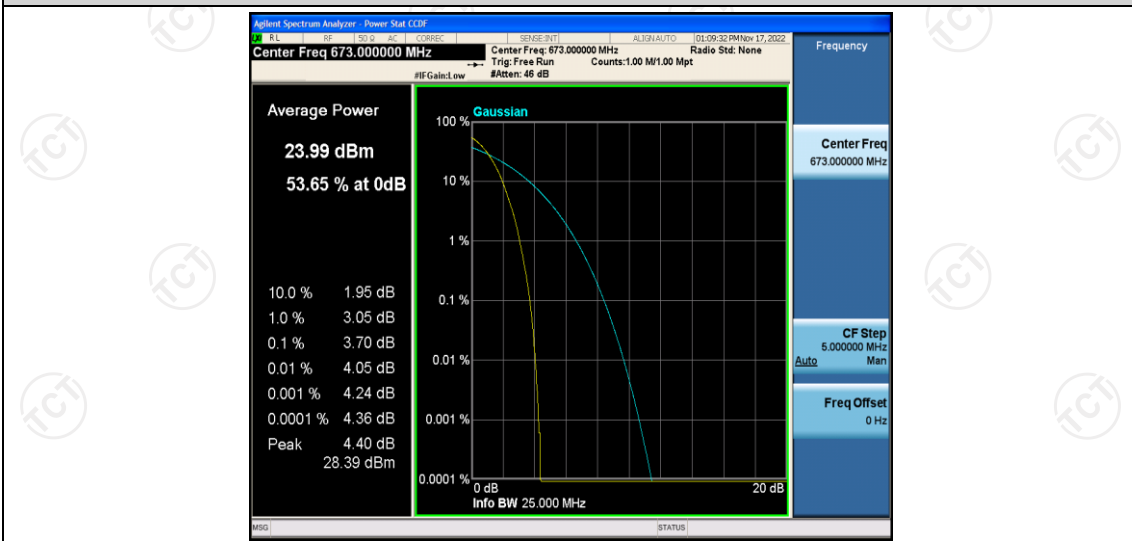 Agilent Spectrum Analyzer - Power Stat CCDF
RL RF 50 Ω AC CORREC SENSE:INT ALIGNAUTO 01:09:32 PM Nov 17, 2022
Center Freq 673.000000 MHz
Center Freq: 673.000000 MHz Radio Std: None
Trig: Free Run Counts:1.00 M/1.00 Mpt
#IFGain:Low #Atten: 46 dB
Frequency
Average Power
23.99 dBm
53.65 % at 0dB
10.0 % 1.95 dB
1.0 % 3.05 dB
0.1 % 3.70 dB
0.01 % 4.05 dB
0.001 % 4.24 dB
0.0001 % 4.36 dB
Peak 4.40 dB
28.39 dBm
Gaussian
100 %
10 %
1 %
0.1 %
0.01 %
0.001 %
0.0001 %
0 dB 20 dB
Info BW 25.000 MHz
Center Freq
673.000000 MHz
CF Step
5.000000 MHz
Auto Man
Freq Offset
0 Hz
MSG STATUS
TCT
TCT
TCT
TCT
TCT
TCT